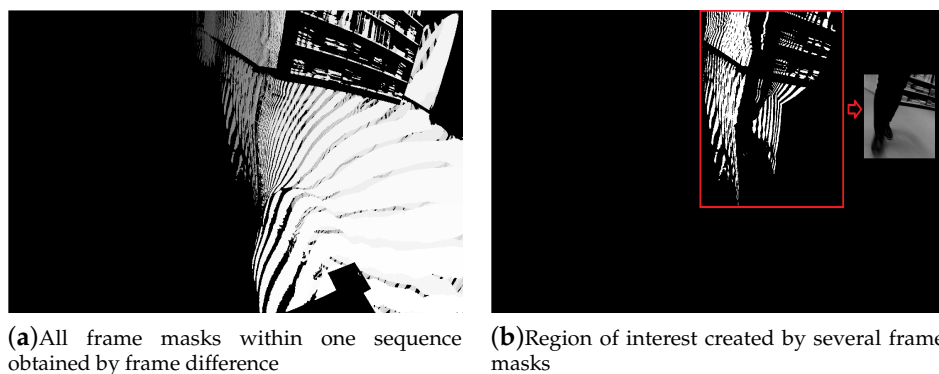 (a)All frame masks within one sequence
obtained by frame difference
(b)Region of interest created by several frame
masks